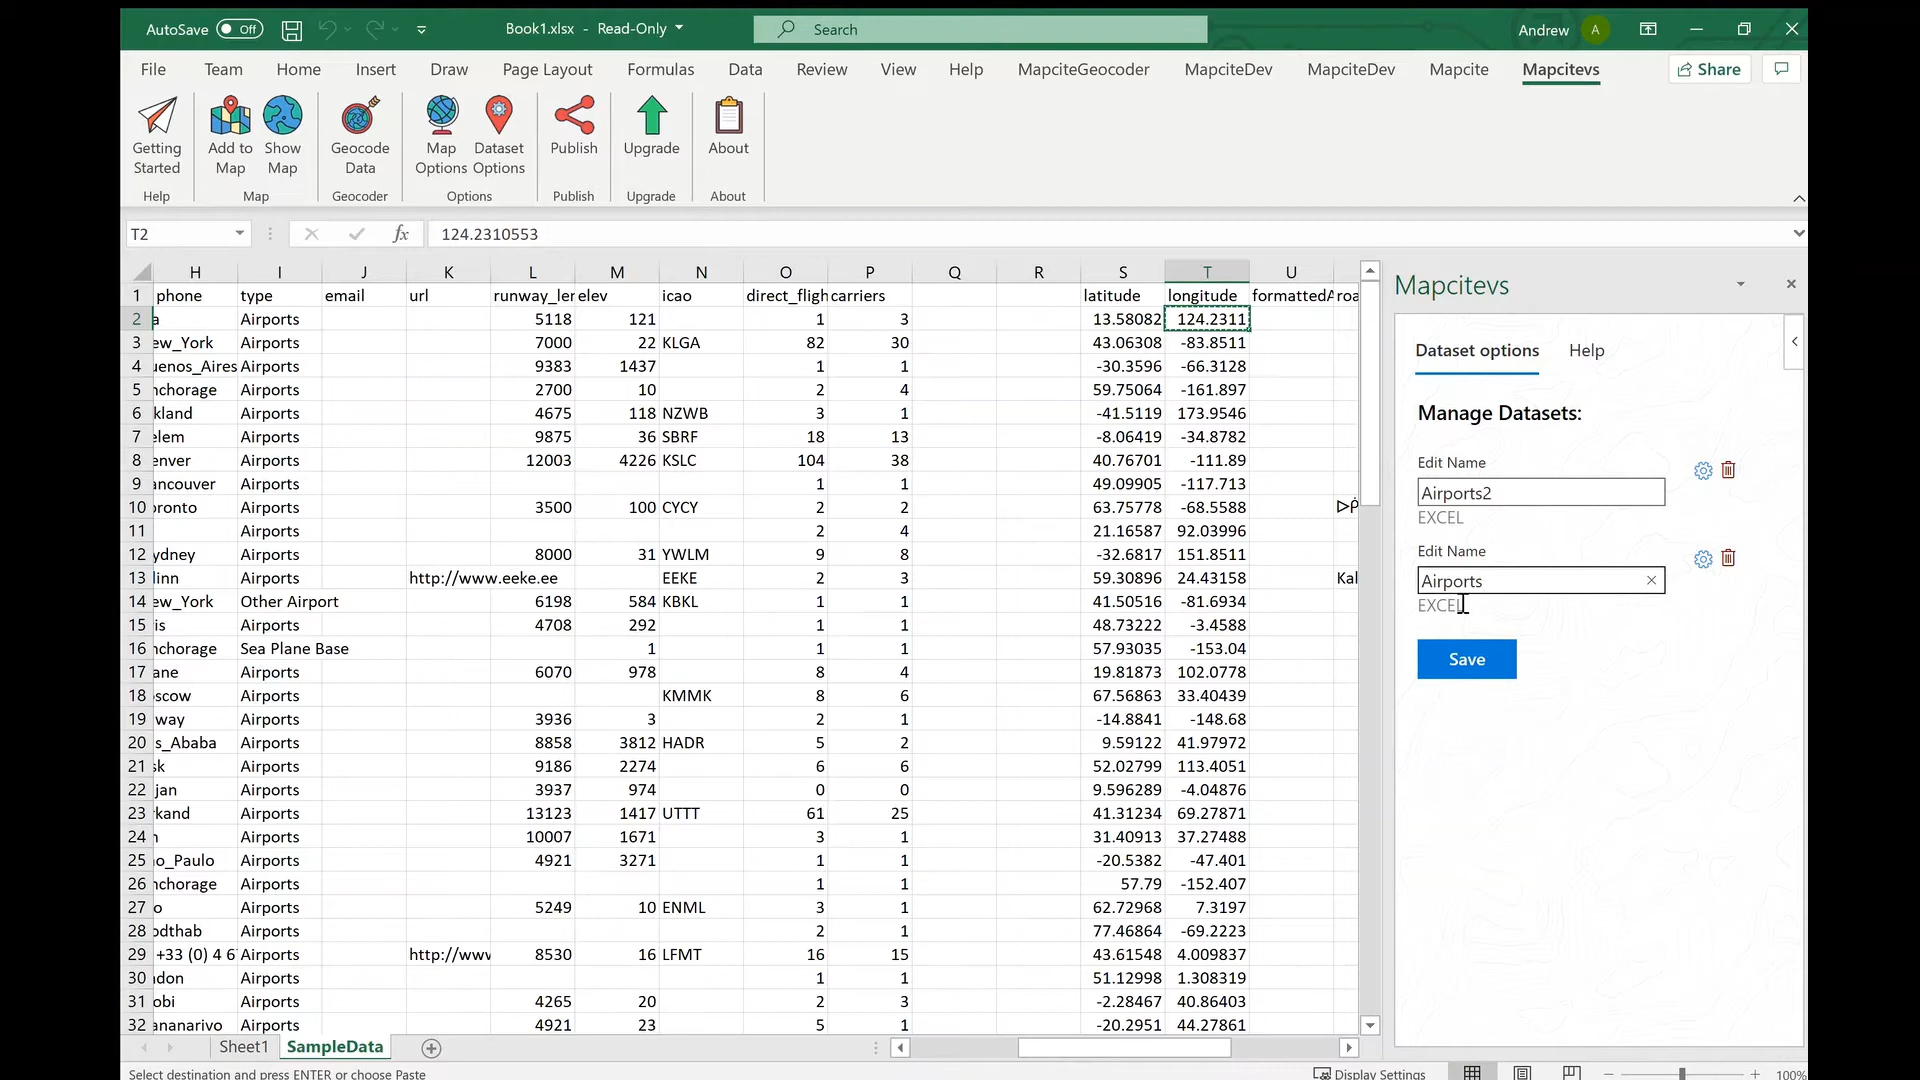 AutoSave Off Book1.xlsx - Read-Only Search Andrew A
File Team Home Insert Draw Page Layout Formulas Data Review View Help MapciteGeocoder MapciteDev MapciteDev Mapcite Mapcitevs Share
Getting Started Add to Map Show Map Geocode Data Map Options Dataset Options Publish Upgrade About
Help Map Geocoder Options Publish Upgrade About
T2 fx 124.2310553
H I J K L M N O P Q R S T U
1 phone type email url runway_ler elev icao direct_fligh carriers latitude longitude formattedA roa
2 a Airports 5118 121 1 3 13.58082 124.2311
3 ew_York Airports 7000 22 KLGA 82 30 43.06308 -83.8511
4 uenos_Aires Airports 9383 1437 1 1 -30.3596 -66.3128
5 nchorage Airports 2700 10 2 4 59.75064 -161.897
6 kland Airports 4675 118 NZWB 3 1 -41.5119 173.9546
7 elem Airports 9875 36 SBRF 18 13 -8.06419 -34.8782
8 enver Airports 12003 4226 KSLC 104 38 40.76701 -111.89
9 ancouver Airports 1 1 49.09905 -117.713
10 oronto Airports 3500 100 CYCY 2 2 63.75778 -68.5588
11 Airports 2 4 21.16587 92.03996
12 ydney Airports 8000 31 YWLM 9 8 -32.6817 151.8511
13 linn Airports http://www.eeke.ee EEKE 2 3 59.30896 24.43158 Kal
14 ew_York Other Airport 6198 584 KBKL 1 1 41.50516 -81.6934
15 is Airports 4708 292 1 1 48.73222 -3.4588
16 nchorage Sea Plane Base 1 1 1 57.93035 -153.04
17 ane Airports 6070 978 8 4 19.81873 102.0778
18 oscow Airports KMMK 8 6 67.56863 33.40439
19 way Airports 3936 3 2 1 -14.8841 -148.68
20 s_Ababa Airports 8858 3812 HADR 5 2 9.59122 41.97972
21 sk Airports 9186 2274 6 6 52.02799 113.4051
22 jan Airports 3937 974 0 0 9.596289 -4.04876
23 rkand Airports 13123 1417 UTTT 61 25 41.31234 69.27871
24 n Airports 10007 1671 3 1 31.40913 37.27488
25 ao_Paulo Airports 4921 3271 1 1 -20.5382 -47.401
26 nchorage Airports 1 1 57.79 -152.407
27 o Airports 5249 10 ENML 3 1 62.72968 7.3197
28 odthab Airports 2 1 77.46864 -69.2223
29 +33 (0) 4 6 Airports http://www 8530 16 LFMT 16 15 43.61548 4.009837
30 ndon Airports 1 1 51.12998 1.308319
31 obi Airports 4265 20 2 3 -2.28467 40.86403
32 ananarivo Airports 4921 23 5 1 -20.2951 44.27861
Sheet1 SampleData
Select destination and press ENTER or choose Paste Display Settings 100%
Mapcitevs
Dataset options Help
Manage Datasets:
Edit Name
Airports2
EXCEL
Edit Name
Airports
EXCEL
Save